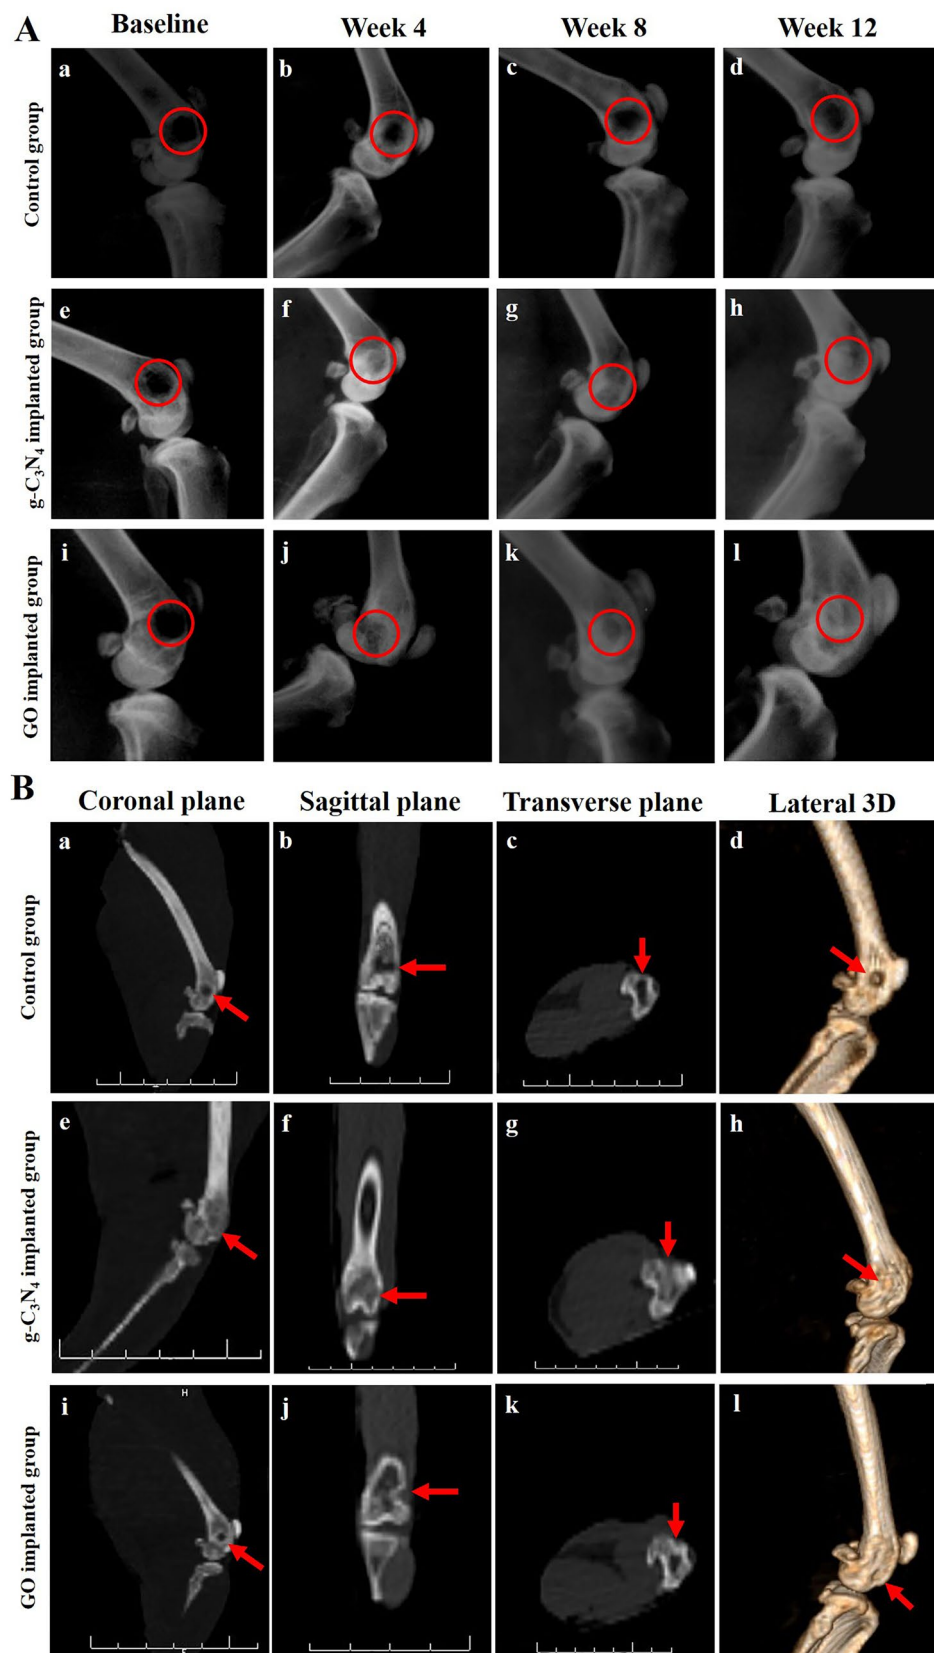 A
Baseline
Week 4
Week 8
Week 12
Control group
a
b
c
d
g-C₃N₄ implanted group
e
f
g
h
GO implanted group
i
j
k
l
B
Coronal plane
Sagittal plane
Transverse plane
Lateral 3D
Control group
a
b
c
d
g-C₃N₄ implanted group
e
f
g
h
GO implanted group
i
H
j
k
l